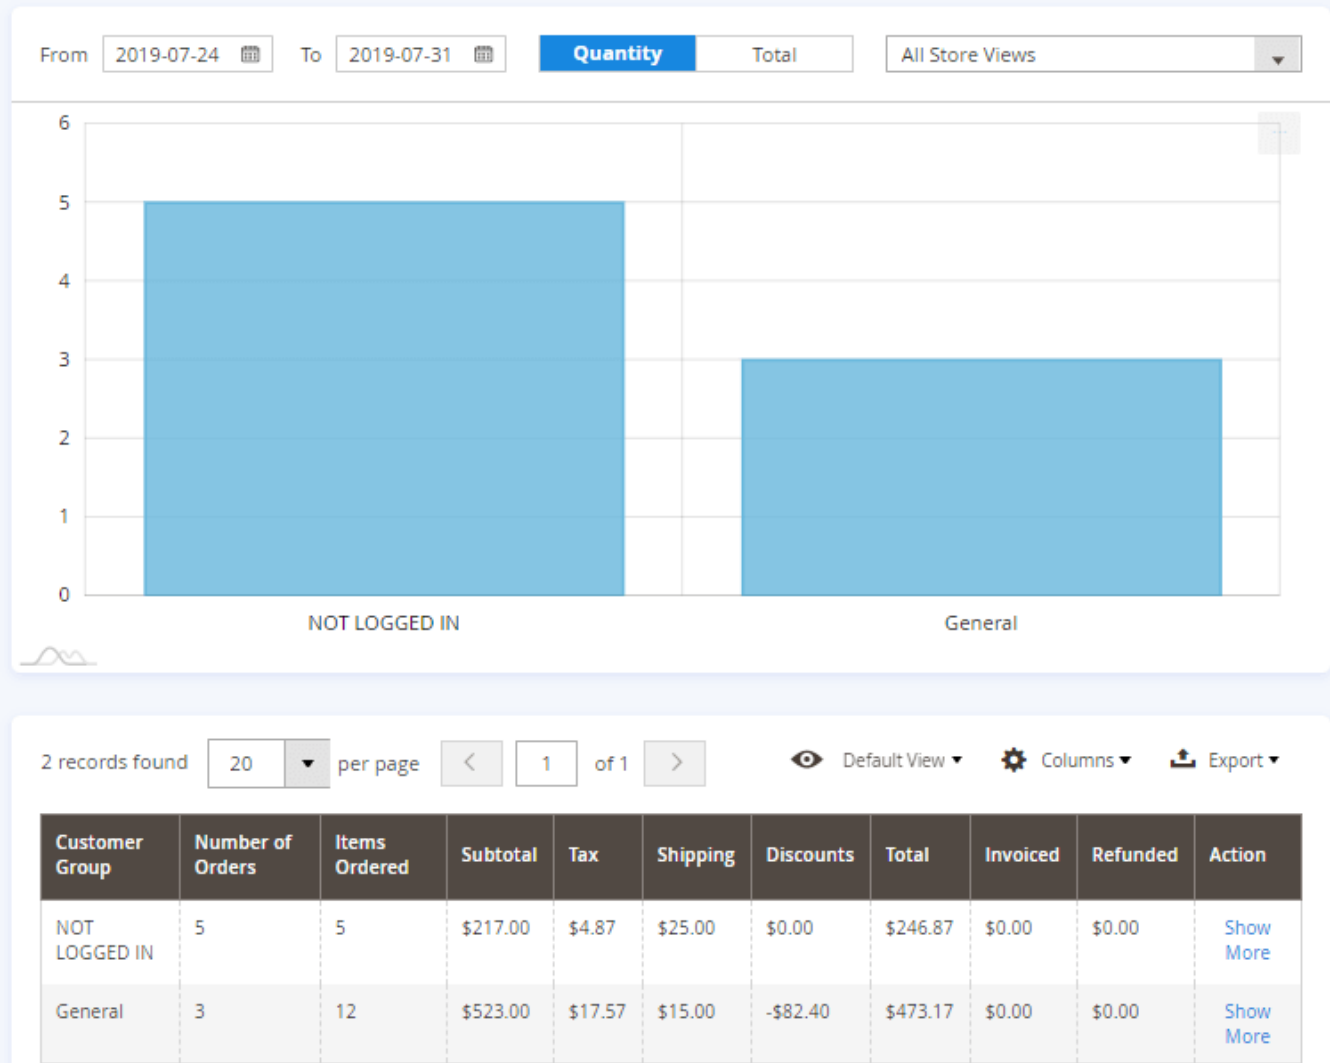 From 2019-07-24 To 2019-07-31 Quantity Total All Store Views
6
5
4
3
2
1
0
NOT LOGGED IN General
2 records found 20 per page 1 of 1 Default View Columns Export
Customer Group Number of Orders Items Ordered Subtotal Tax Shipping Discounts Total Invoiced Refunded Action
NOT LOGGED IN 5 5 $217.00 $4.87 $25.00 $0.00 $246.87 $0.00 $0.00 Show More
General 3 12 $523.00 $17.57 $15.00 -$82.40 $473.17 $0.00 $0.00 Show More